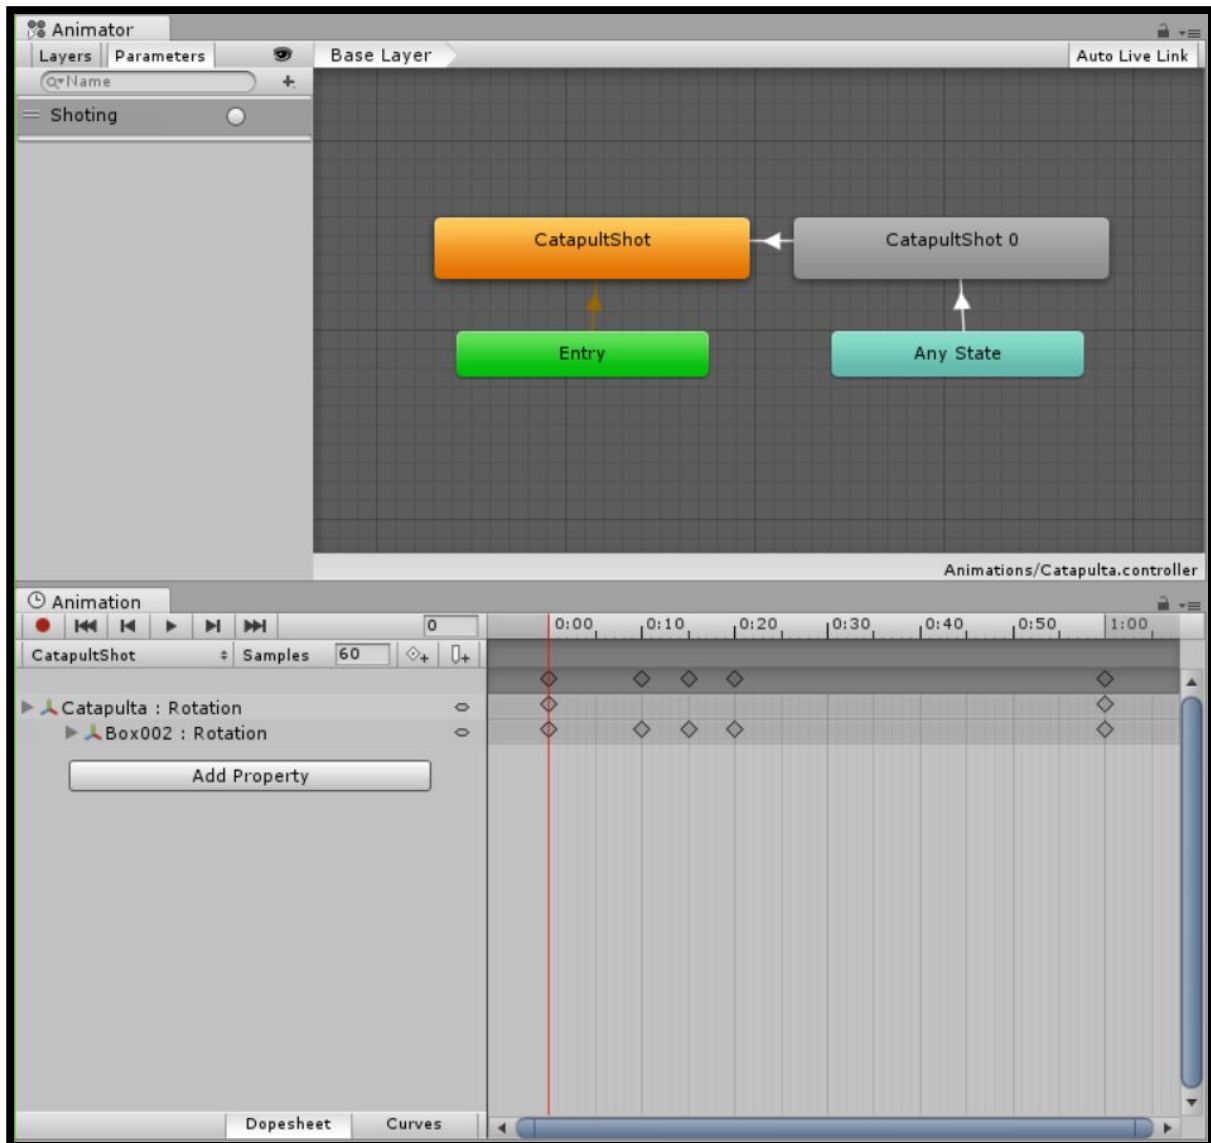 Animator
Layers Parameters Base Layer Auto Live Link
Name +
Shoting
CatapultShot CatapultShot 0
Entry Any State
Animations/Catapulta.controller
Animation
0 0:00 0:10 0:20 0:30 0:40 0:50 1:00
CatapultShot Samples 60
Catapulta : Rotation
Box002 : Rotation
Add Property
Dopesheet Curves